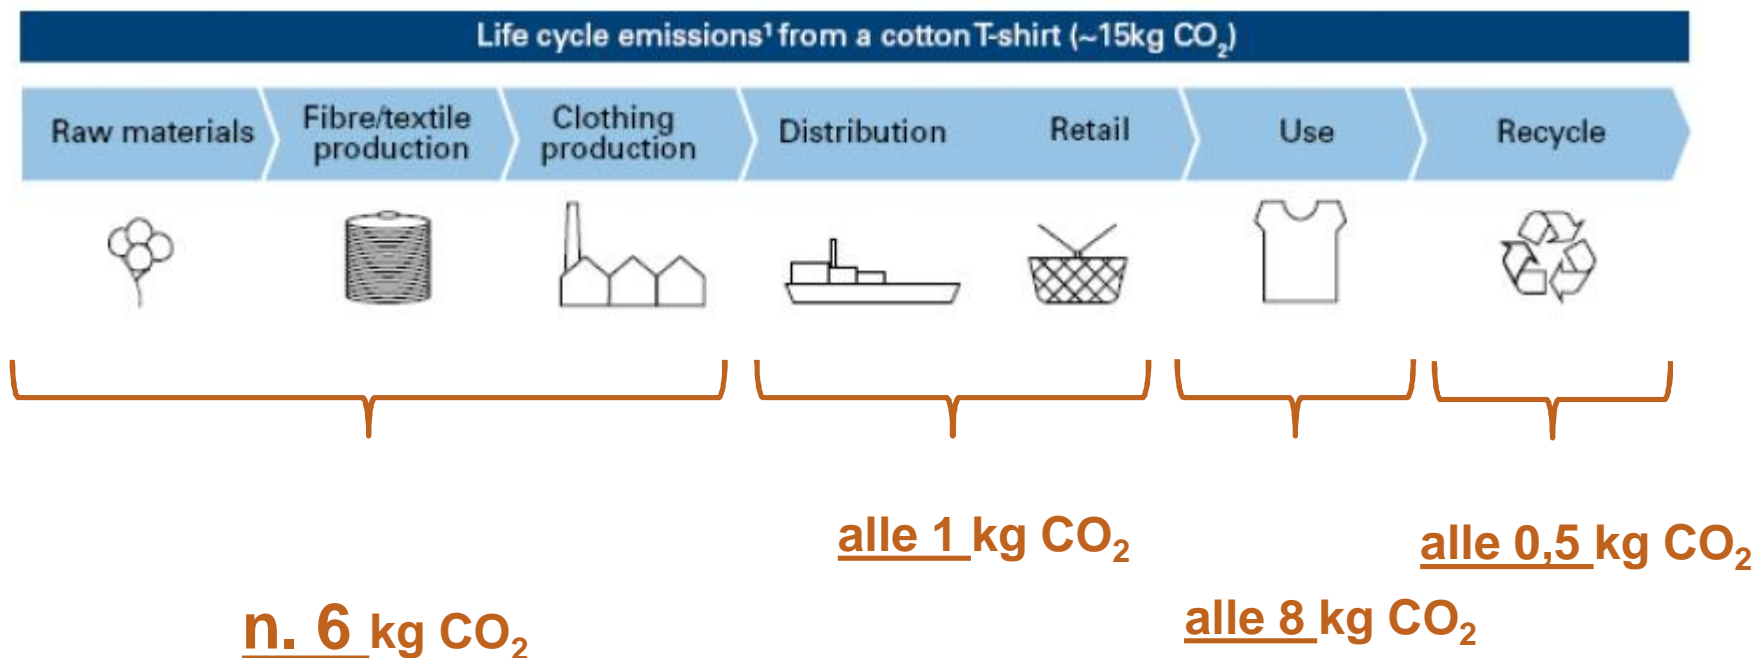 Life cycle emissions¹ from a cotton T-shirt (~15kg CO₂)
Raw materials
Fibre/textile
production
Clothing
production
Distribution
Retail
Use
Recycle
alle 1 kg CO₂
alle 0,5 kg CO₂
n. 6 kg CO₂
alle 8 kg CO₂